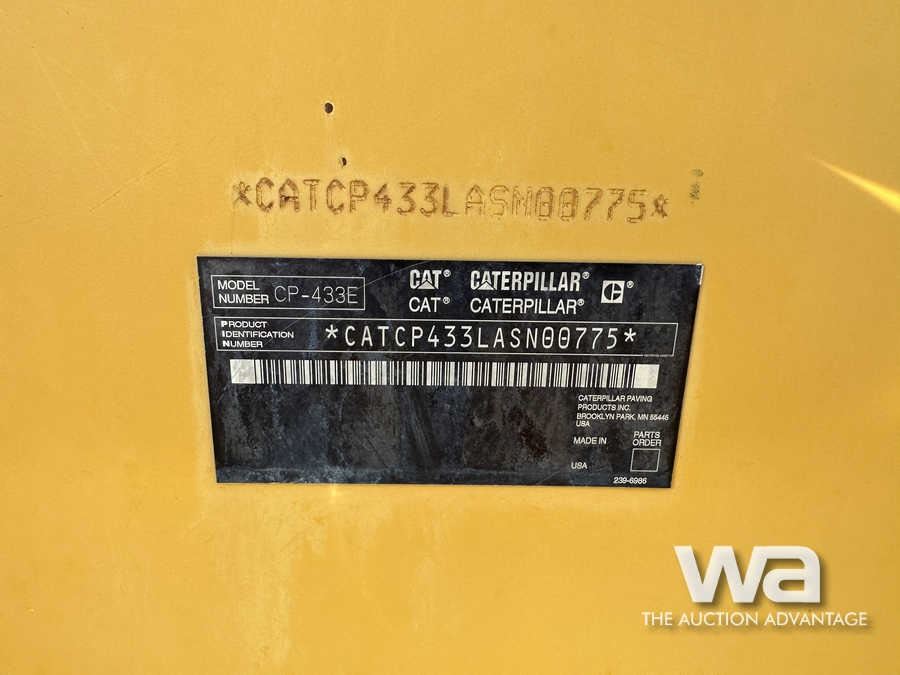 *CATCP433LASN00775*
MODEL NUMBER CP-433E
CAT® CATERPILLAR®
CAT® CATERPILLAR®
C®
PRODUCT
IDENTIFICATION
NUMBER
*CATCP433LASN00775*
CATERPILLAR PAVING
PRODUCTS INC.
BROOKLYN PARK, MN 55445
USA
MADE IN
PARTS
ORDER
USA
239-6986
wa
THE AUCTION ADVANTAGE